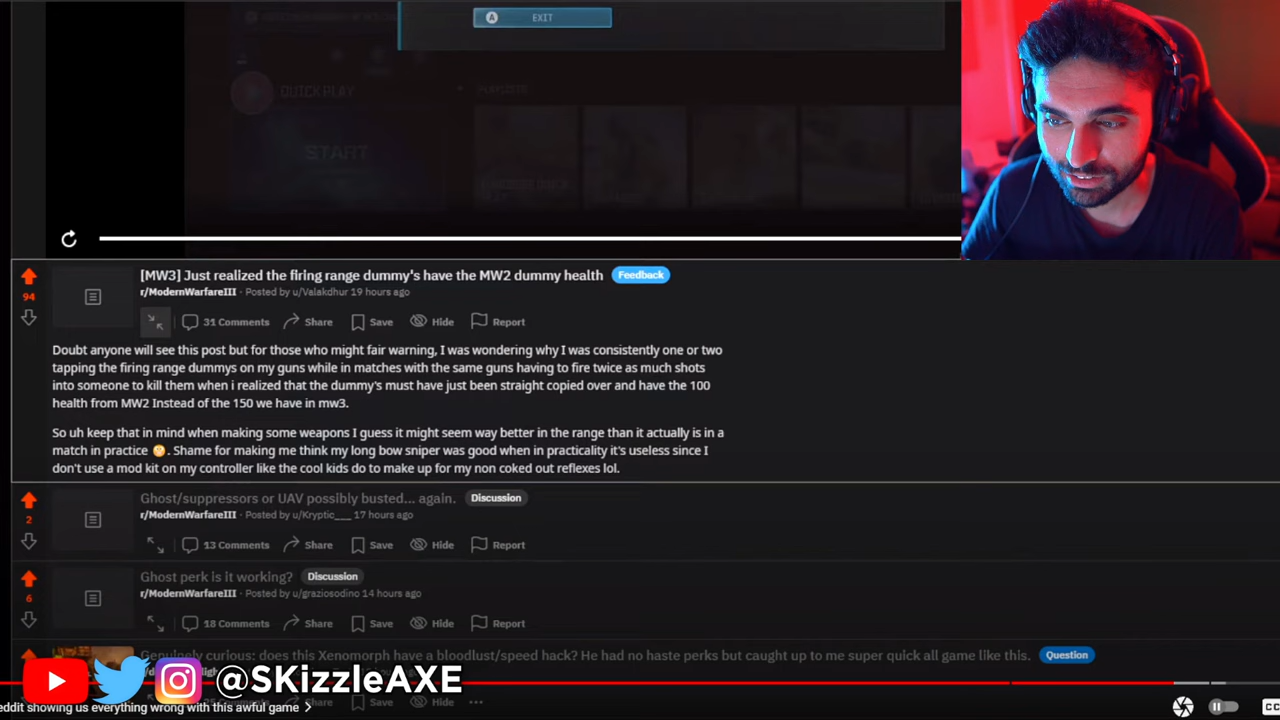 A EXIT
QUICK PLAY
START
[MW3] Just realized the firing range dummy's have the MW2 dummy health Feedback
94
r/ModernWarfareIII · Posted by u/Valakdhur 19 hours ago
31 Comments Share Save Hide Report
Doubt anyone will see this post but for those who might fair warning, I was wondering why I was consistently one or two
tapping the firing range dummys on my guns while in matches with the same guns having to fire twice as much shots
into someone to kill them when i realized that the dummy's must have just been straight copied over and have the 100
health from MW2 Instead of the 150 we have in mw3.
So uh keep that in mind when making some weapons I guess it might seem way better in the range than it actually is in a
match in practice 😳. Shame for making me think my long bow sniper was good when in practicality it's useless since I
don't use a mod kit on my controller like the cool kids do to make up for my non coked out reflexes lol.
Ghost/suppressors or UAV possibly busted... again. Discussion
2
r/ModernWarfareIII · Posted by u/Kryptic___ 17 hours ago
13 Comments Share Save Hide Report
Ghost perk is it working? Discussion
6
r/ModernWarfareIII · Posted by u/graziosodino 14 hours ago
18 Comments Share Save Hide Report
Genuinely curious: does this Xenomorph have a bloodlust/speed hack? He had no haste perks but caught up to me super quick all game like this. Question
@SKizzleAXE
Save Hide
eddit showing us everything wrong with this awful game >
CC